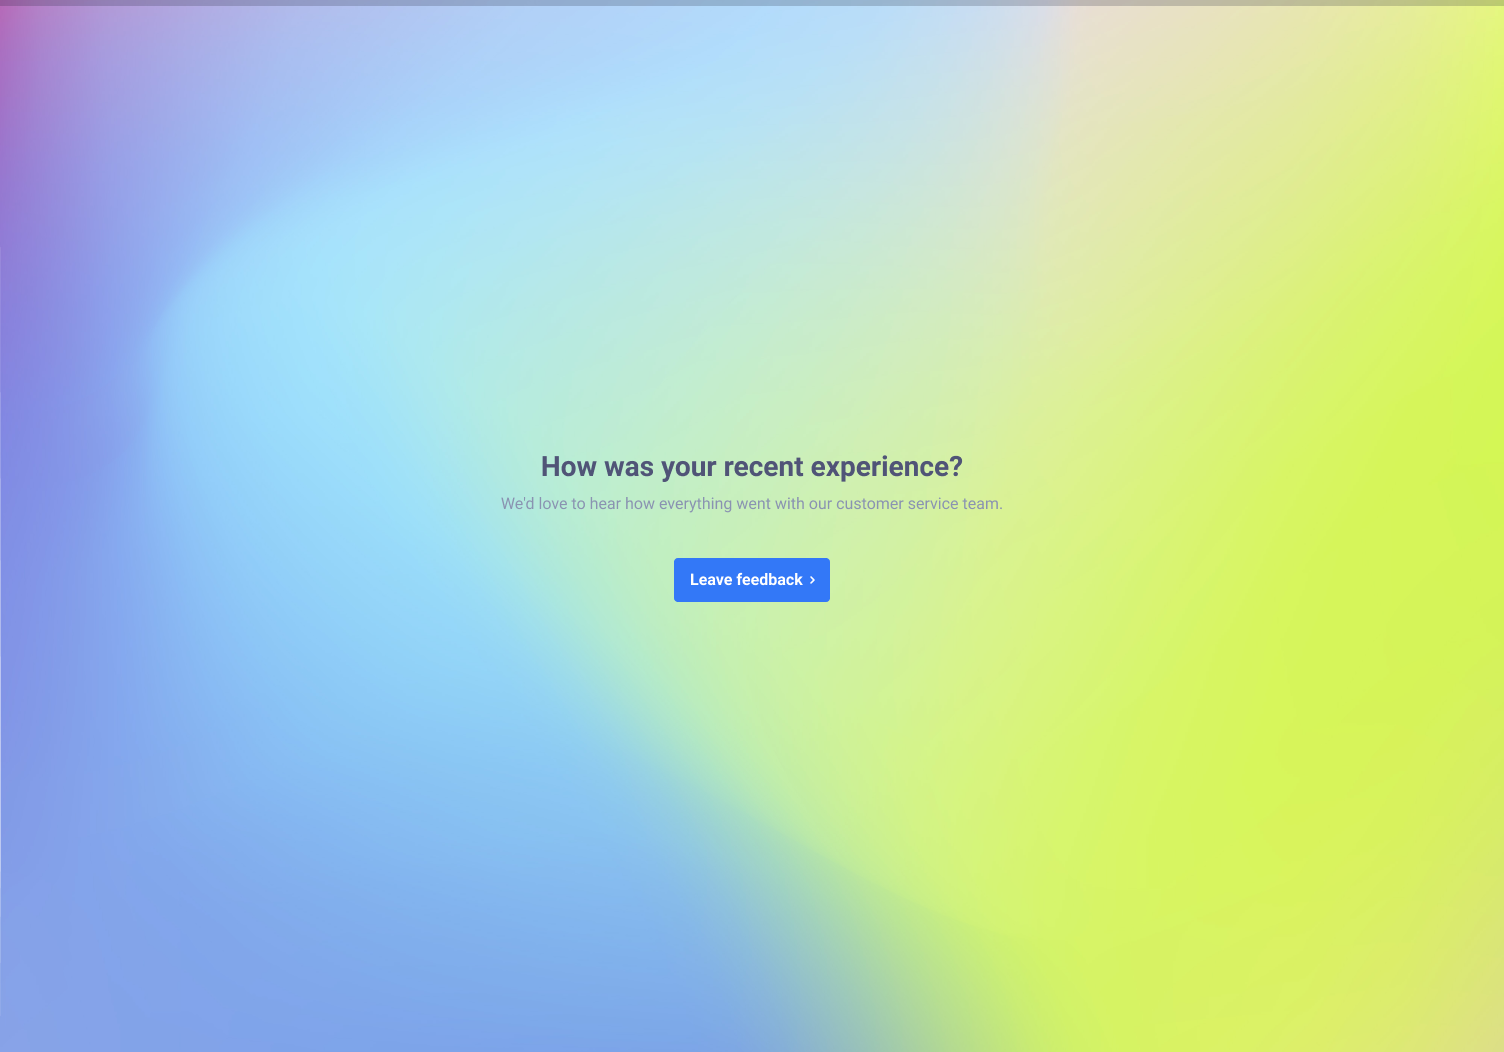 How was your recent experience?
We'd love to hear how everything went with our customer service team.
Leave feedback